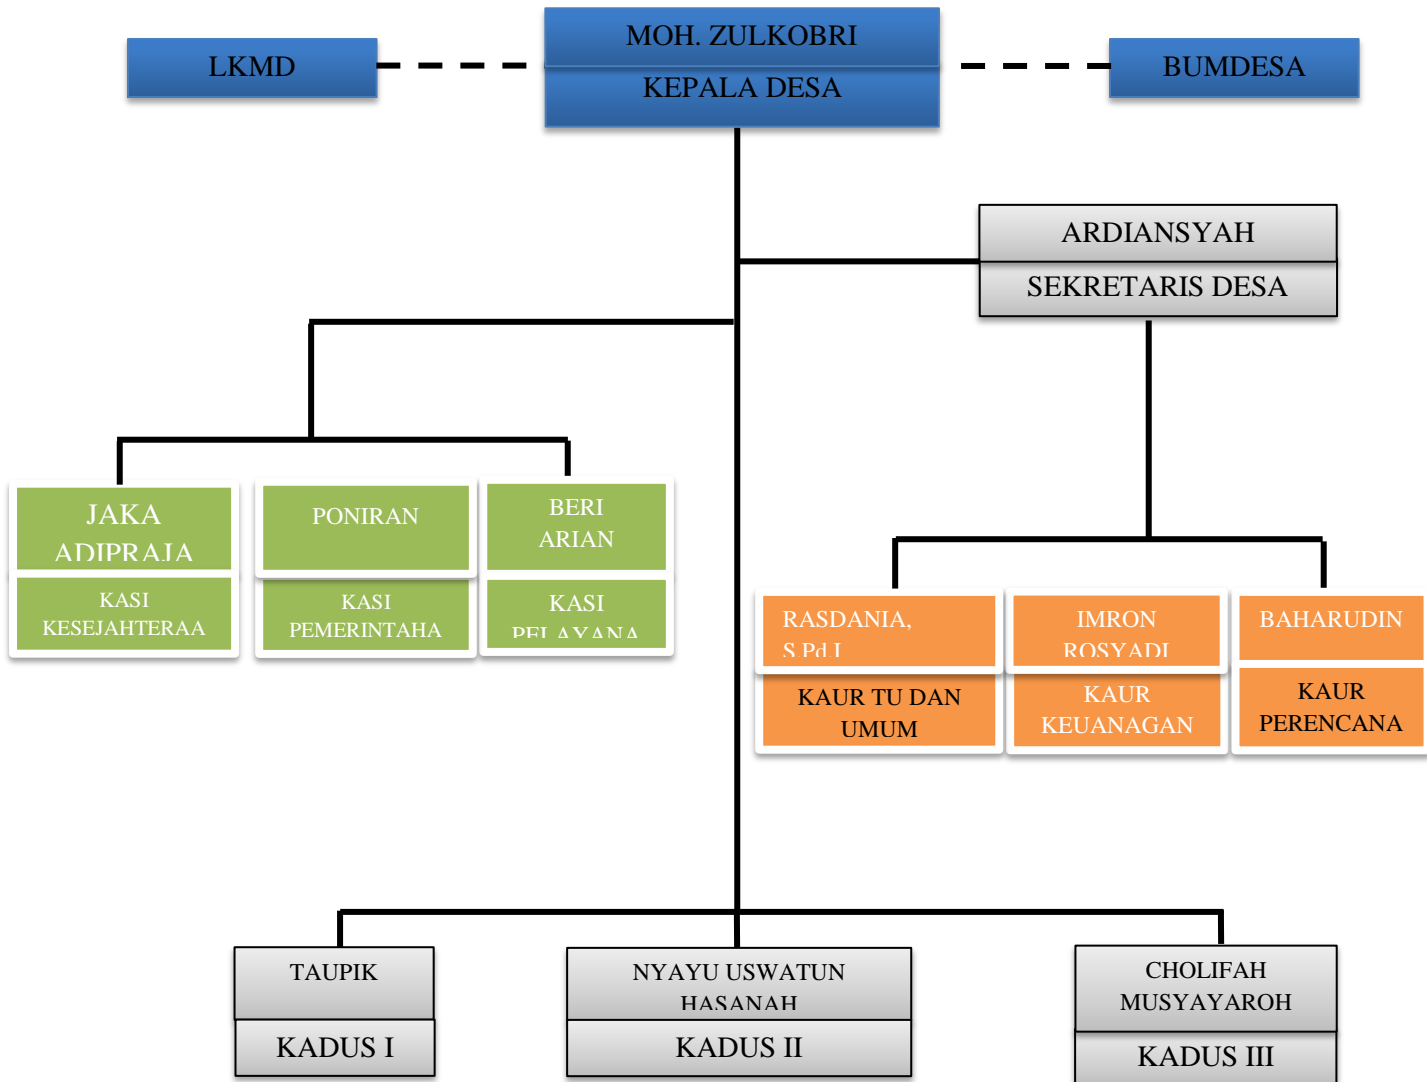 MOH. ZULKOBRI
KEPALA DESA
LKMD
BUMDESA
ARDIANSYAH
SEKRETARIS DESA
JAKA
ADIPRAJA
KASI
KESEJAHTERAA
PONIRAN
KASI
PEMERINTAHA
BERI
ARIAN
KASI
PELAYANA
RASDANIA,
S.Pd.I
KAUR TU DAN
UMUM
IMRON
ROSYADI
KAUR
KEUANAGAN
BAHARUDIN
KAUR
PERENCANA
TAUPIK
KADUS I
NYAYU USWATUN
HASANAH
KADUS II
CHOLIFAH
MUSYAYAROH
KADUS III